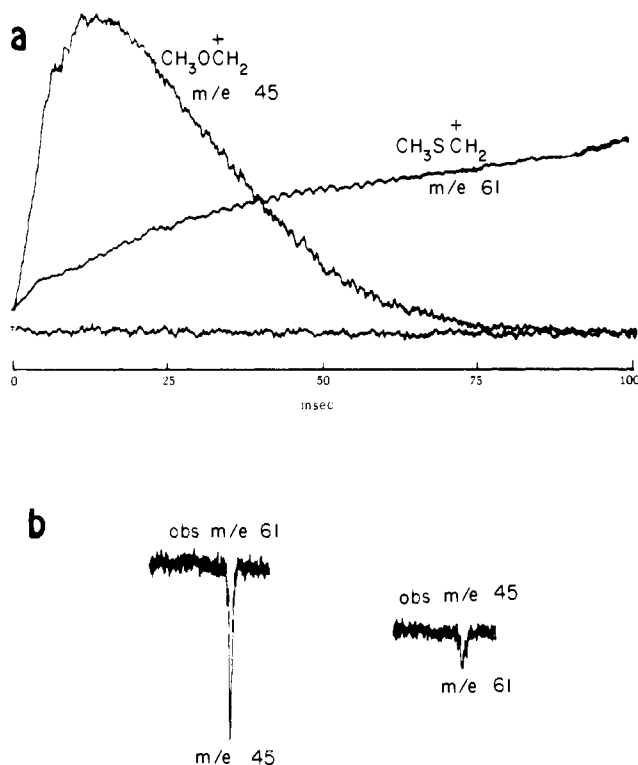 a
+
CH3OCH2
m/e 45
+
CH3SCH2
m/e 61
0 25 50 75 100
msec
b
obs m/e 61
m/e 45
obs m/e 45
m/e 61